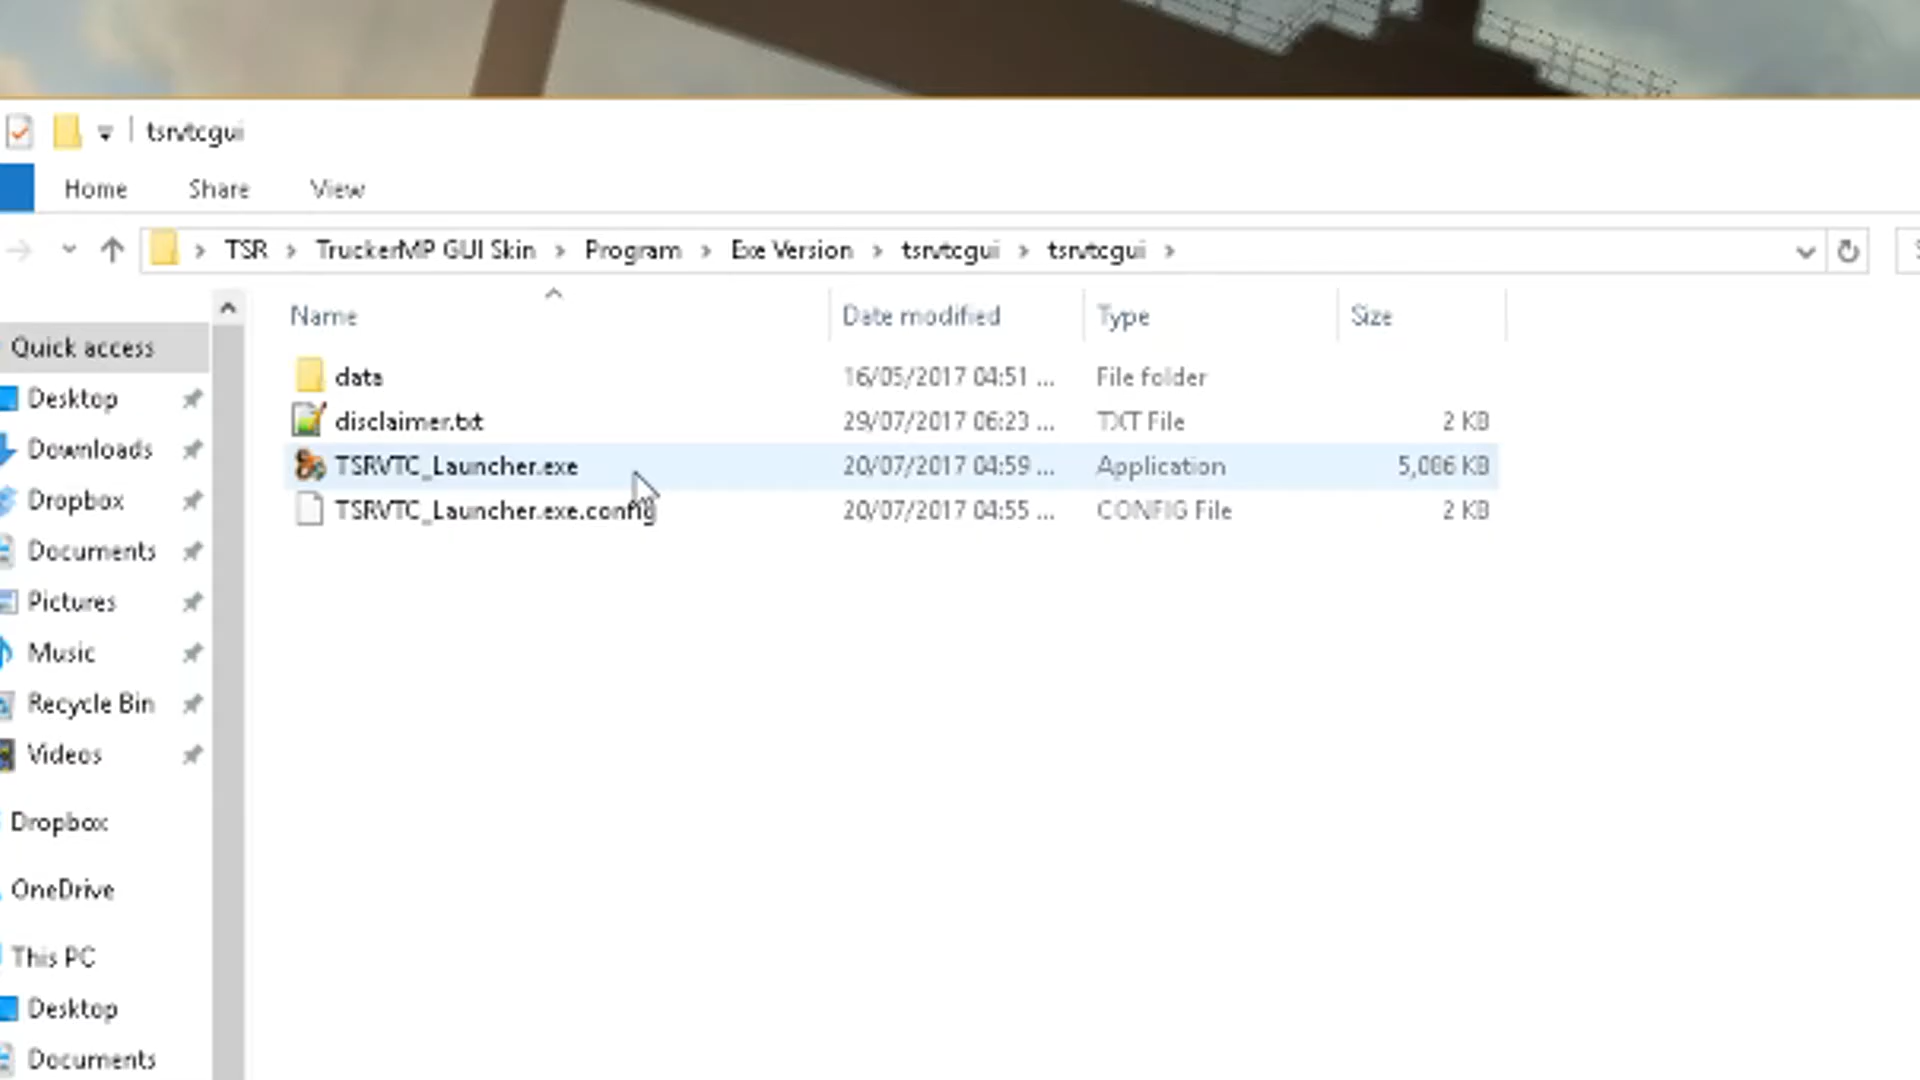 tsrvtcgui
Home Share View
TSR TruckerMP GUI Skin Program Exe Version tsrvtcgui tsrvtcgui
Name Date modified Type Size
Quick access
data 16/05/2017 04:51 ... File folder
Desktop
disclaimer.txt 29/07/2017 06:23 ... TXT File 2 KB
Downloads
TSRVTC_Launcher.exe 20/07/2017 04:59 ... Application 5,086 KB
Dropbox
TSRVTC_Launcher.exe.config 20/07/2017 04:55 ... CONFIG File 2 KB
Documents
Pictures
Music
Recycle Bin
Videos
Dropbox
OneDrive
This PC
Desktop
Documents